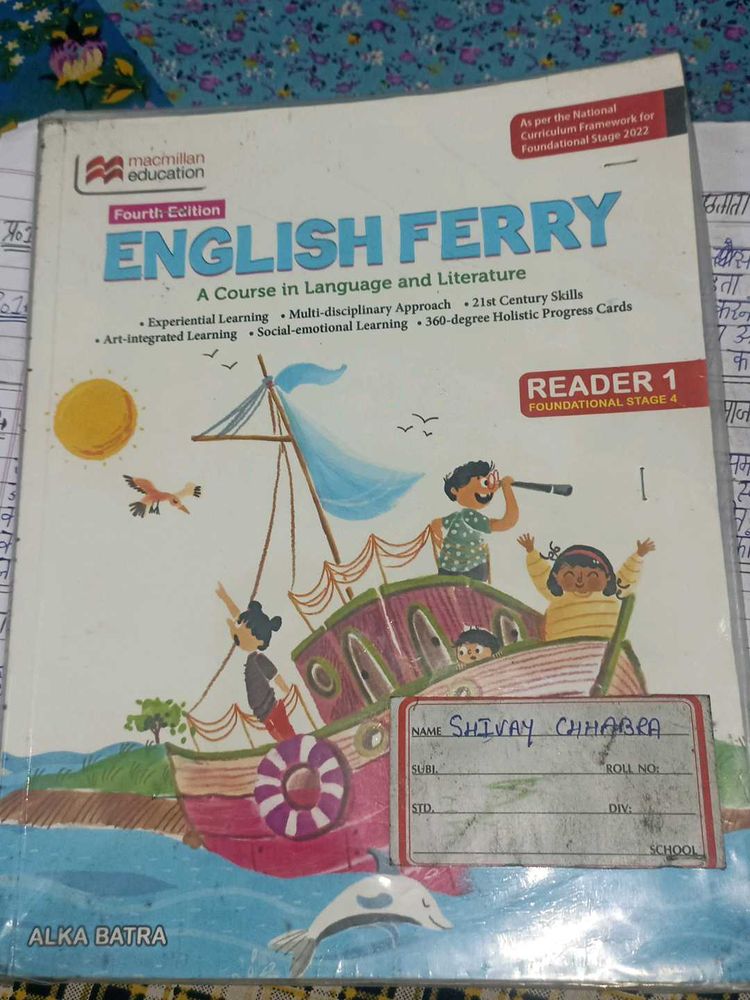 As per the National
Curriculum Framework for
Foundational Stage 2022
macmillan
education
Fourth Edition
ENGLISH FERRY
A Course in Language and Literature
• Experiential Learning • Multi-disciplinary Approach • 21st Century Skills
• Art-integrated Learning • Social-emotional Learning • 360-degree Holistic Progress Cards
READER 1
FOUNDATIONAL STAGE 4
NAME SHIVAY CHHABRA
SUBJ. ROLL NO:
STD. DIV:
SCHOOL
ALKA BATRA